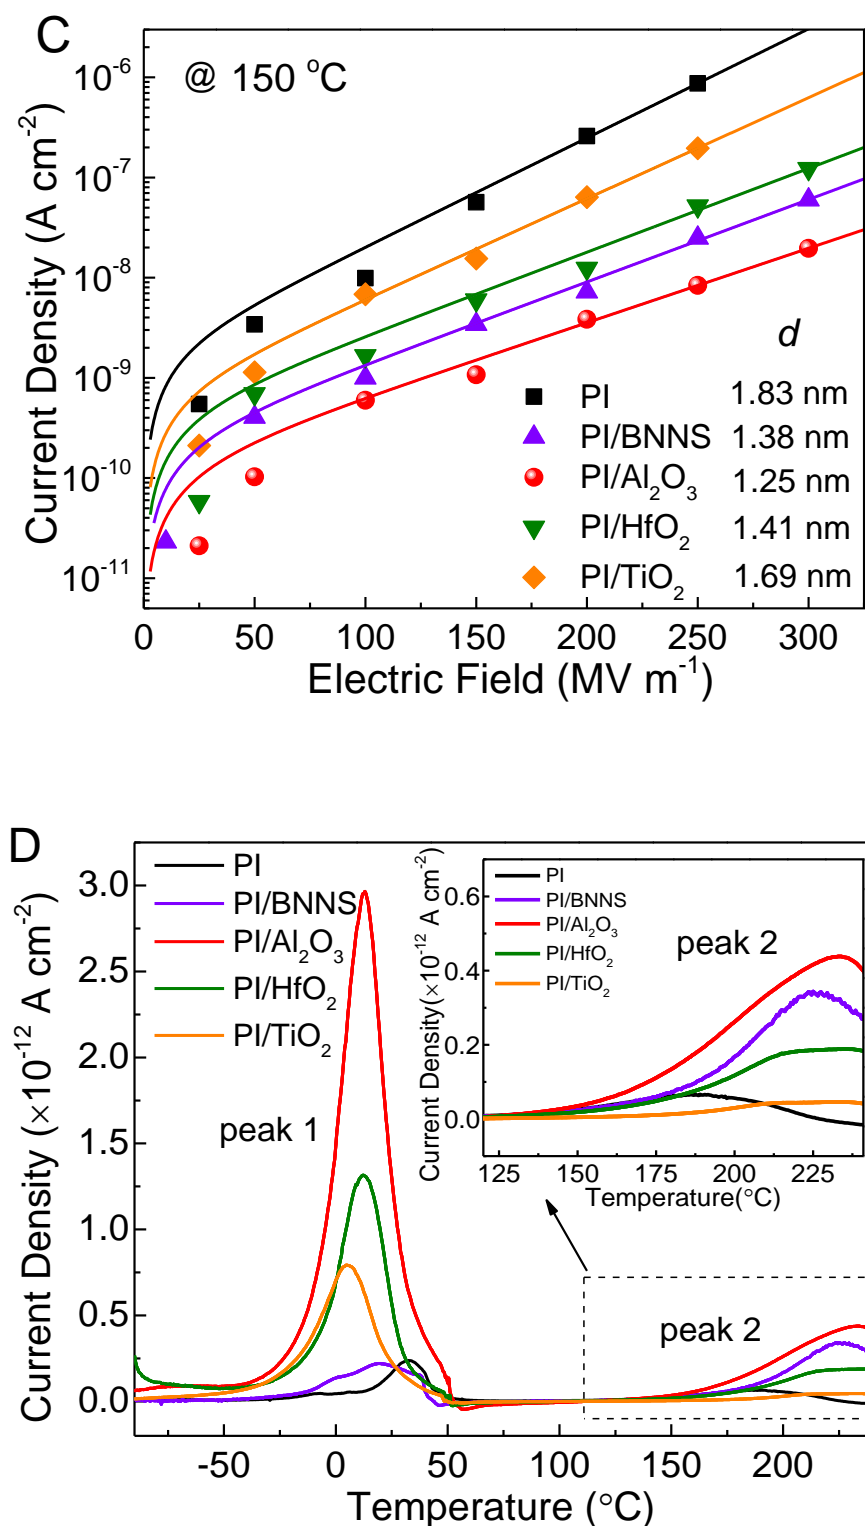 C
@ 150 °C
Current Density (A cm⁻²)
10⁻⁶
10⁻⁷
10⁻⁸
10⁻⁹
10⁻¹⁰
10⁻¹¹
d
PI 1.83 nm
PI/BNNS 1.38 nm
PI/Al₂O₃ 1.25 nm
PI/HfO₂ 1.41 nm
PI/TiO₂ 1.69 nm
0 50 100 150 200 250 300
Electric Field (MV m⁻¹)
D
Current Density (×10⁻¹² A cm⁻²)
3.0
2.5
2.0
1.5
1.0
0.5
0.0
PI
PI/BNNS
PI/Al₂O₃
PI/HfO₂
PI/TiO₂
peak 1
Current Density(×10⁻¹² A cm⁻²)
0.6
0.4
0.2
0.0
PI
PI/BNNS
PI/Al₂O₃
PI/HfO₂
PI/TiO₂
peak 2
125 150 175 200 225
Temperature(°C)
peak 2
-50 0 50 100 150 200
Temperature (°C)